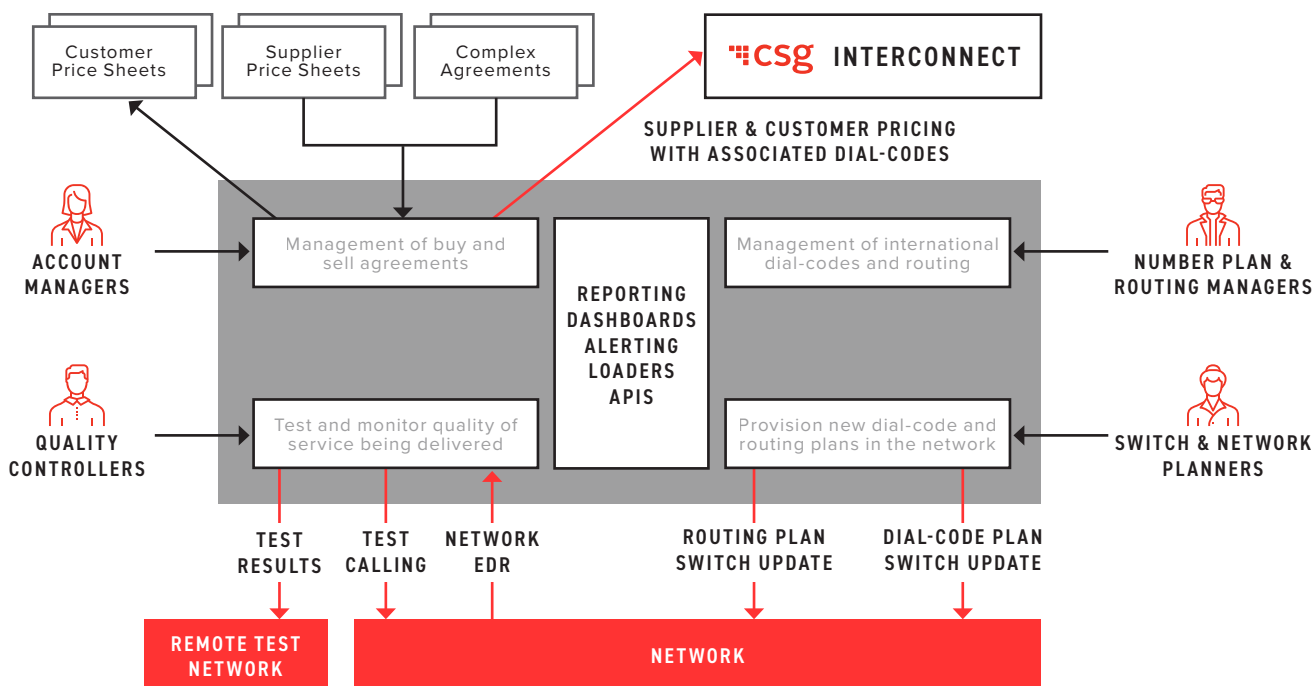 Customer
Price Sheets
Supplier
Price Sheets
Complex
Agreements
csg INTERCONNECT
SUPPLIER & CUSTOMER PRICING
WITH ASSOCIATED DIAL-CODES
ACCOUNT
MANAGERS
Management of buy and
sell agreements
REPORTING
DASHBOARDS
ALERTING
LOADERS
APIS
Management of international
dial-codes and routing
NUMBER PLAN &
ROUTING MANAGERS
QUALITY
CONTROLLERS
Test and monitor quality of
service being delivered
Provision new dial-code and
routing plans in the network
SWITCH & NETWORK
PLANNERS
TEST
RESULTS
TEST
CALLING
NETWORK
EDR
ROUTING PLAN
SWITCH UPDATE
DIAL-CODE PLAN
SWITCH UPDATE
REMOTE TEST
NETWORK
NETWORK